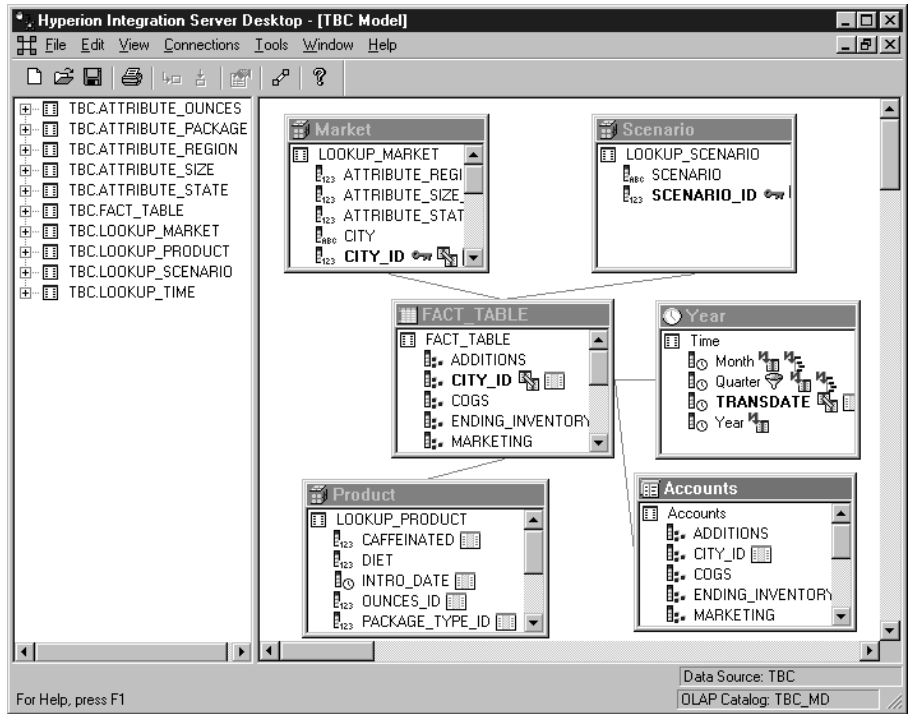 Hyperion Integration Server Desktop - [TBC Model]
File Edit View Connections Tools Window Help
TBC.ATTRIBUTE_OUNCES
TBC.ATTRIBUTE_PACKAGE
TBC.ATTRIBUTE_REGION
TBC.ATTRIBUTE_SIZE
TBC.ATTRIBUTE_STATE
TBC.FACT_TABLE
TBC.LOOKUP_MARKET
TBC.LOOKUP_PRODUCT
TBC.LOOKUP_SCENARIO
TBC.LOOKUP_TIME
Market
LOOKUP_MARKET
ATTRIBUTE_REGI
ATTRIBUTE_SIZE_
ATTRIBUTE_STAT
CITY
CITY_ID
Scenario
LOOKUP_SCENARIO
SCENARIO
SCENARIO_ID
FACT_TABLE
FACT_TABLE
ADDITIONS
CITY_ID
COGS
ENDING_INVENTORY
MARKETING
Year
Time
Month
Quarter
TRANSDATE
Year
Product
LOOKUP_PRODUCT
CAFFEINATED
DIET
INTRO_DATE
OUNCES_ID
PACKAGE_TYPE_ID
Accounts
Accounts
ADDITIONS
CITY_ID
COGS
ENDING_INVENTORY
MARKETING
Data Source: TBC
For Help, press F1
OLAP Catalog: TBC_MD